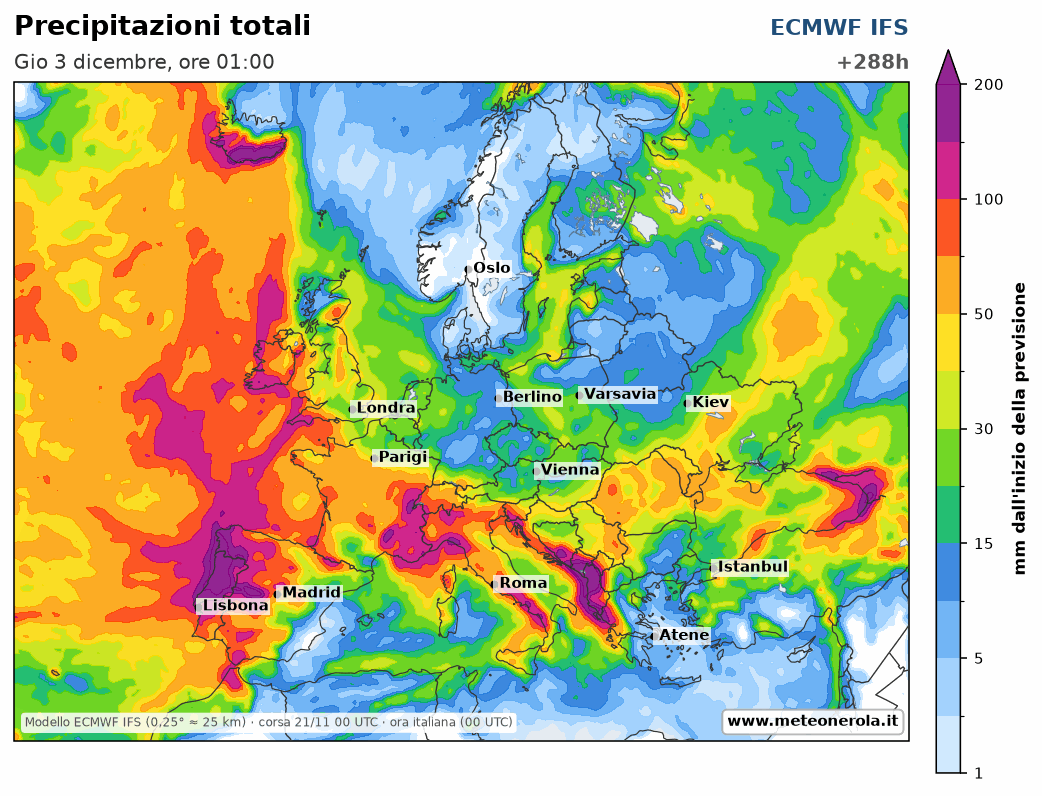 Precipitazioni totali
ECMWF IFS
Gio 3 dicembre, ore 01:00
+288h
200
100
50
30
15
5
1
mm dall'inizio della previsione
Oslo
Berlino
Varsavia
Kiev
Londra
Parigi
Vienna
Istanbul
Roma
Madrid
Lisbona
Atene
Modello ECMWF IFS (0,25° ≈ 25 km) · corsa 21/11 00 UTC · ora italiana (00 UTC)
www.meteonerola.it